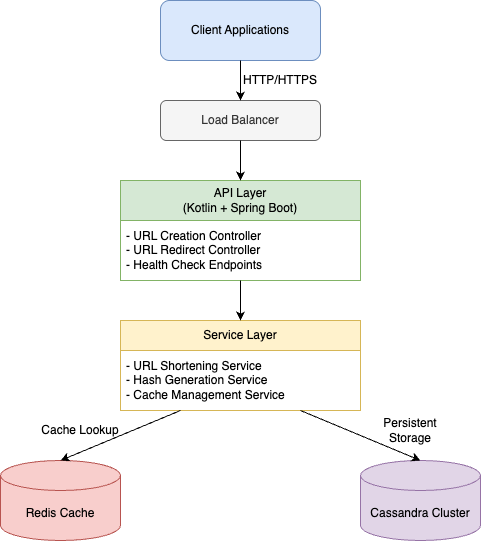 Client Applications
HTTP/HTTPS
Load Balancer
API Layer
(Kotlin + Spring Boot)
- URL Creation Controller
- URL Redirect Controller
- Health Check Endpoints
Service Layer
- URL Shortening Service
- Hash Generation Service
- Cache Management Service
Cache Lookup
Persistent
Storage
Redis Cache
Cassandra Cluster